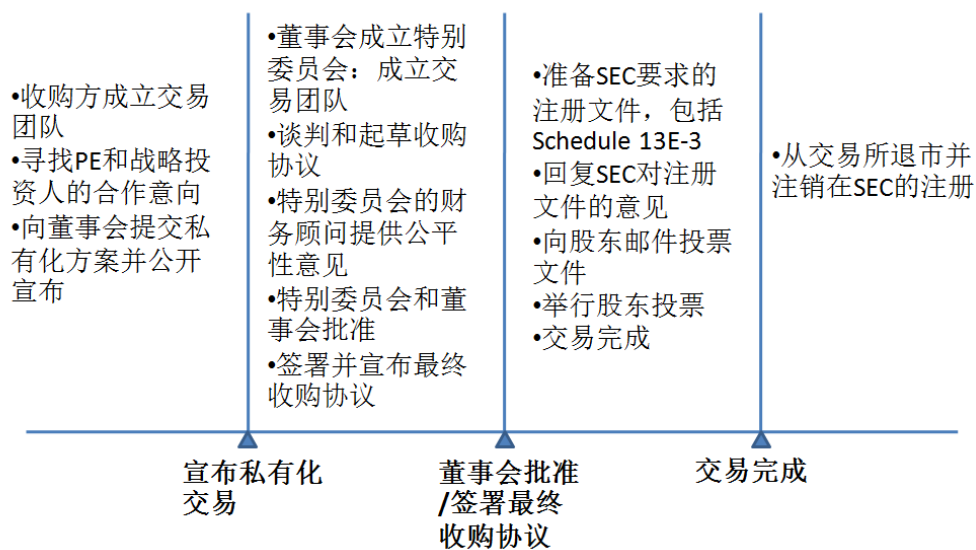 •收购方成立交易
团队
•寻找PE和战略投
资人的合作意向
•向董事会提交私
有化方案并公开
宣布
•董事会成立特别
委员会：成立交
易团队
•谈判和起草收购
协议
•特别委员会的财
务顾问提供公平
性意见
•特别委员会和董
事会批准
•签署并宣布最终
收购协议
•准备SEC要求的
注册文件，包括
Schedule 13E-3
•回复SEC对注册
文件的意见
•向股东邮件投票
文件
•举行股东投票
•交易完成
•从交易所退市并
注销在SEC的注册
宣布私有化
交易
董事会批准
/签署最终
收购协议
交易完成